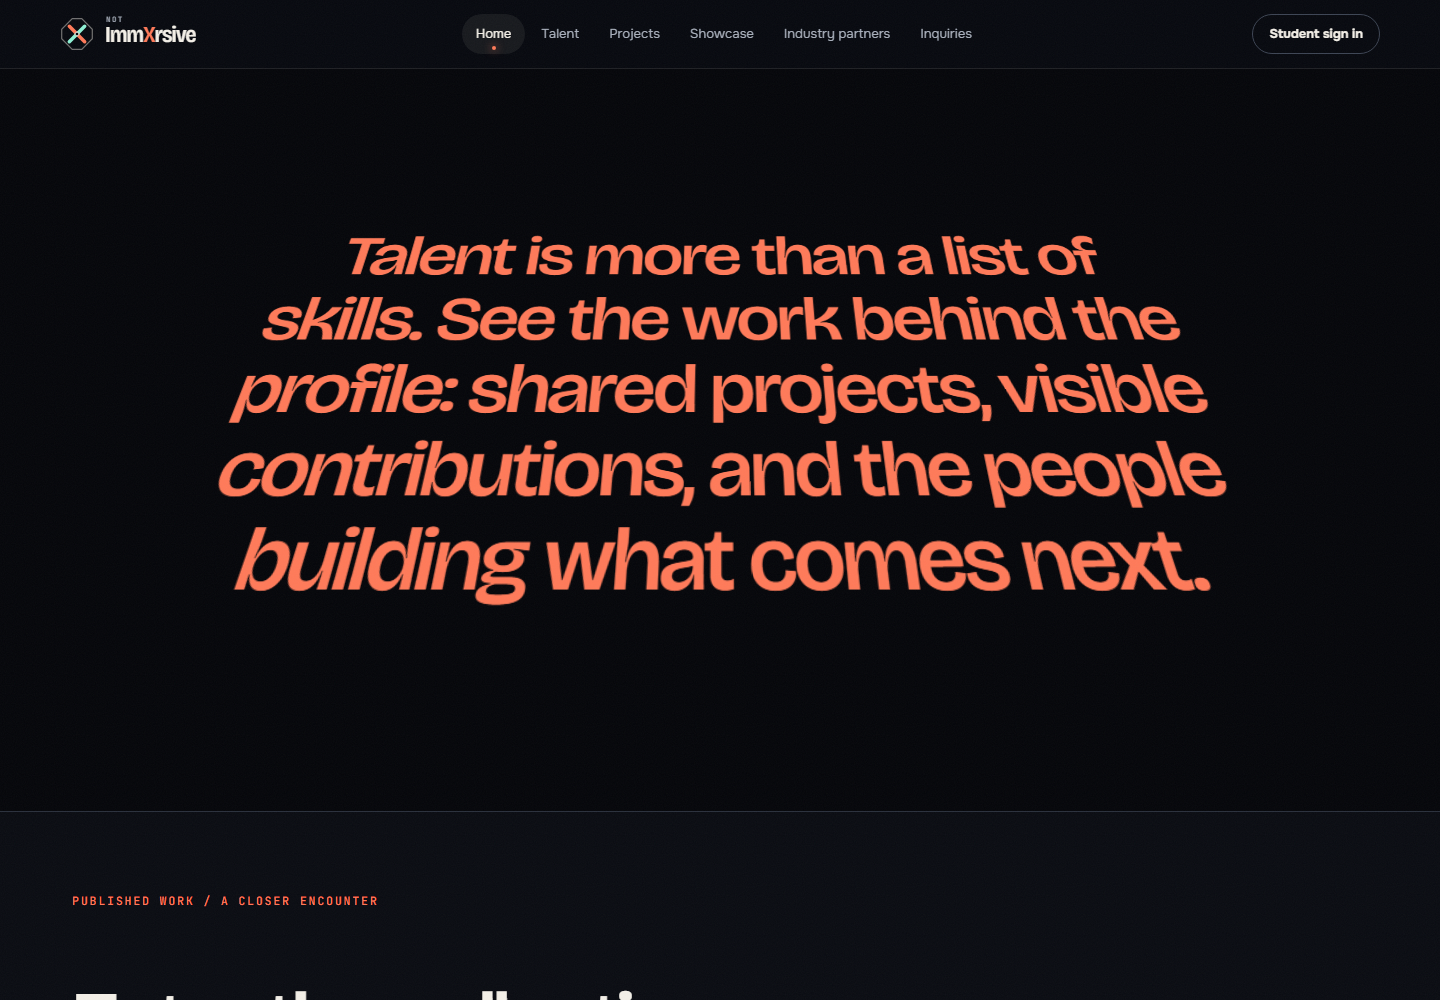 NOT
ImmXrsive
Home
Talent
Projects
Showcase
Industry partners
Inquiries
Student sign in
Talent is more than a list of
skills. See the work behind the
profile: shared projects, visible
contributions, and the people
building what comes next.
PUBLISHED WORK / A CLOSER ENCOUNTER